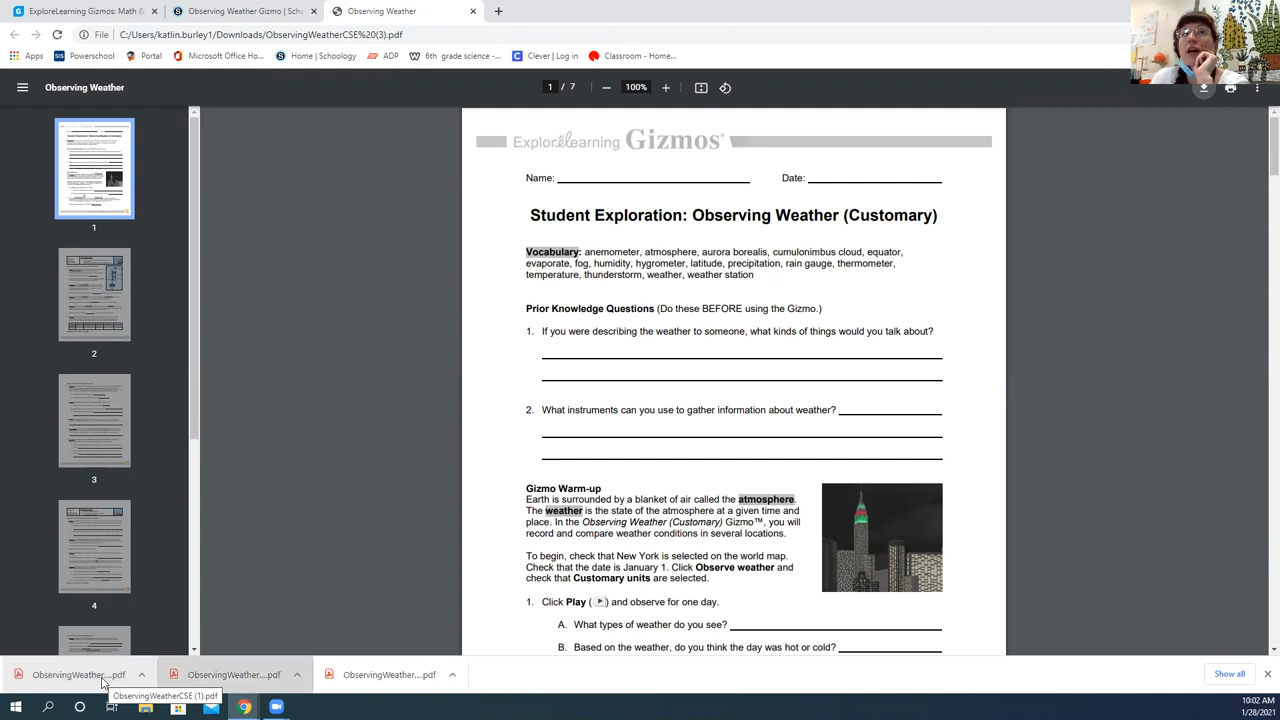 ExploreLearning Gizmos: Math &
Observing Weather Gizmo | Scho
Observing Weather
C:/Users/katlin.burley1/Downloads/ObservingWeatherCSE%20(3).pdf
Apps
Powerschool
Portal
Microsoft Office Ho...
Home | Schoology
ADP
6th grade science -...
Clever | Log in
Classroom - Home...
Observing Weather
1 / 7
100%
ExploreLearning Gizmos®
Name:
Date:
Student Exploration: Observing Weather (Customary)
Vocabulary: anemometer, atmosphere, aurora borealis, cumulonimbus cloud, equator,
evaporate, fog, humidity, hygrometer, latitude, precipitation, rain gauge, thermometer,
temperature, thunderstorm, weather, weather station
Prior Knowledge Questions (Do these BEFORE using the Gizmo.)
1. If you were describing the weather to someone, what kinds of things would you talk about?
2. What instruments can you use to gather information about weather?
Gizmo Warm-up
Earth is surrounded by a blanket of air called the atmosphere.
The weather is the state of the atmosphere at a given time and
place. In the Observing Weather (Customary) Gizmo™, you will
record and compare weather conditions in several locations.
To begin, check that New York is selected on the world map.
Check that the date is January 1. Click Observe weather and
check that Customary units are selected.
1. Click Play ( ) and observe for one day.
A. What types of weather do you see?
B. Based on the weather, do you think the day was hot or cold?
1
2
3
4
ObservingWeather....pdf
ObservingWeather....pdf
ObservingWeather....pdf
Show all
ObservingWeatherCSE (1).pdf
10:02 AM
1/28/2021